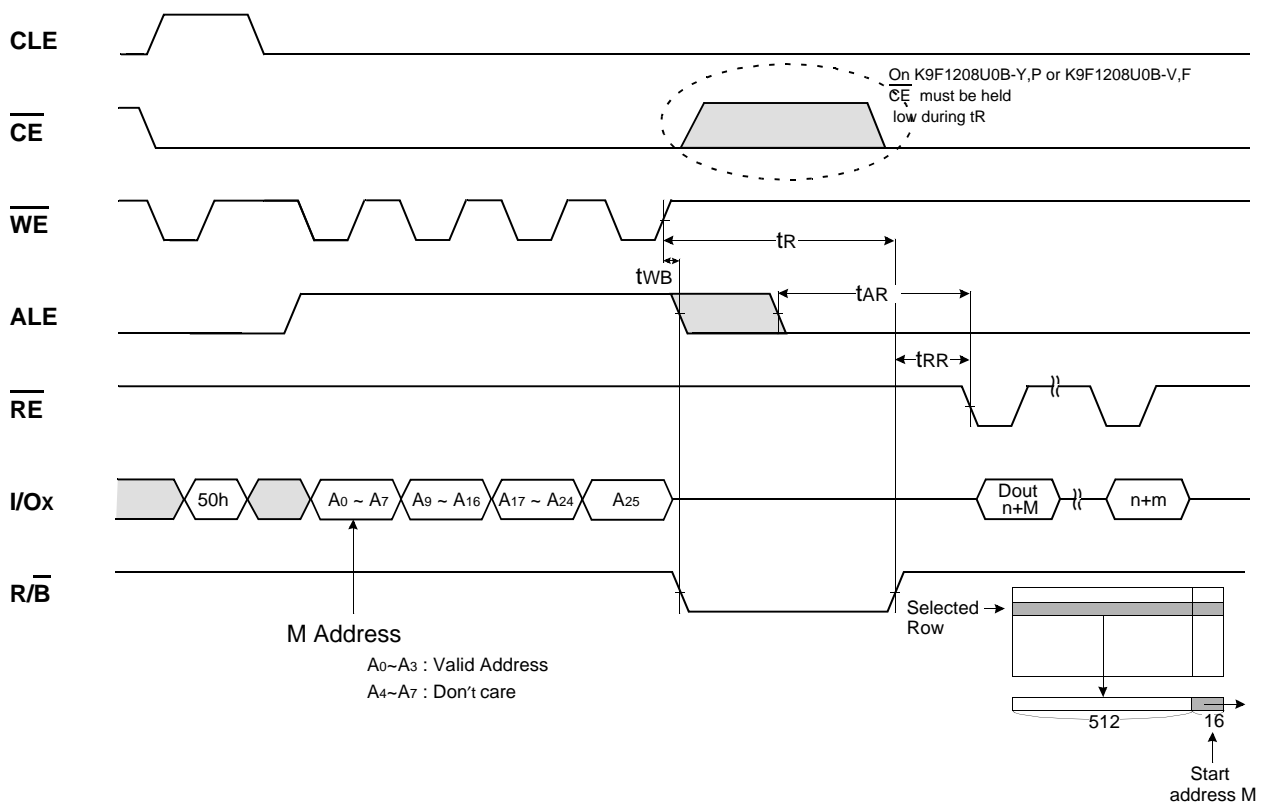 CLE
On K9F1208U0B-Y,P or K9F1208U0B-V,F
CE must be held
low during tR
CE
WE
tR
tWB
tAR
ALE
tRR
RE
I/Ox
50h
A0 ~ A7
A9 ~ A16
A17 ~ A24
A25
Dout
n+M
n+m
R/B
Selected
Row
M Address
A0~A3 : Valid Address
A4~A7 : Don't care
512
16
Start
address M